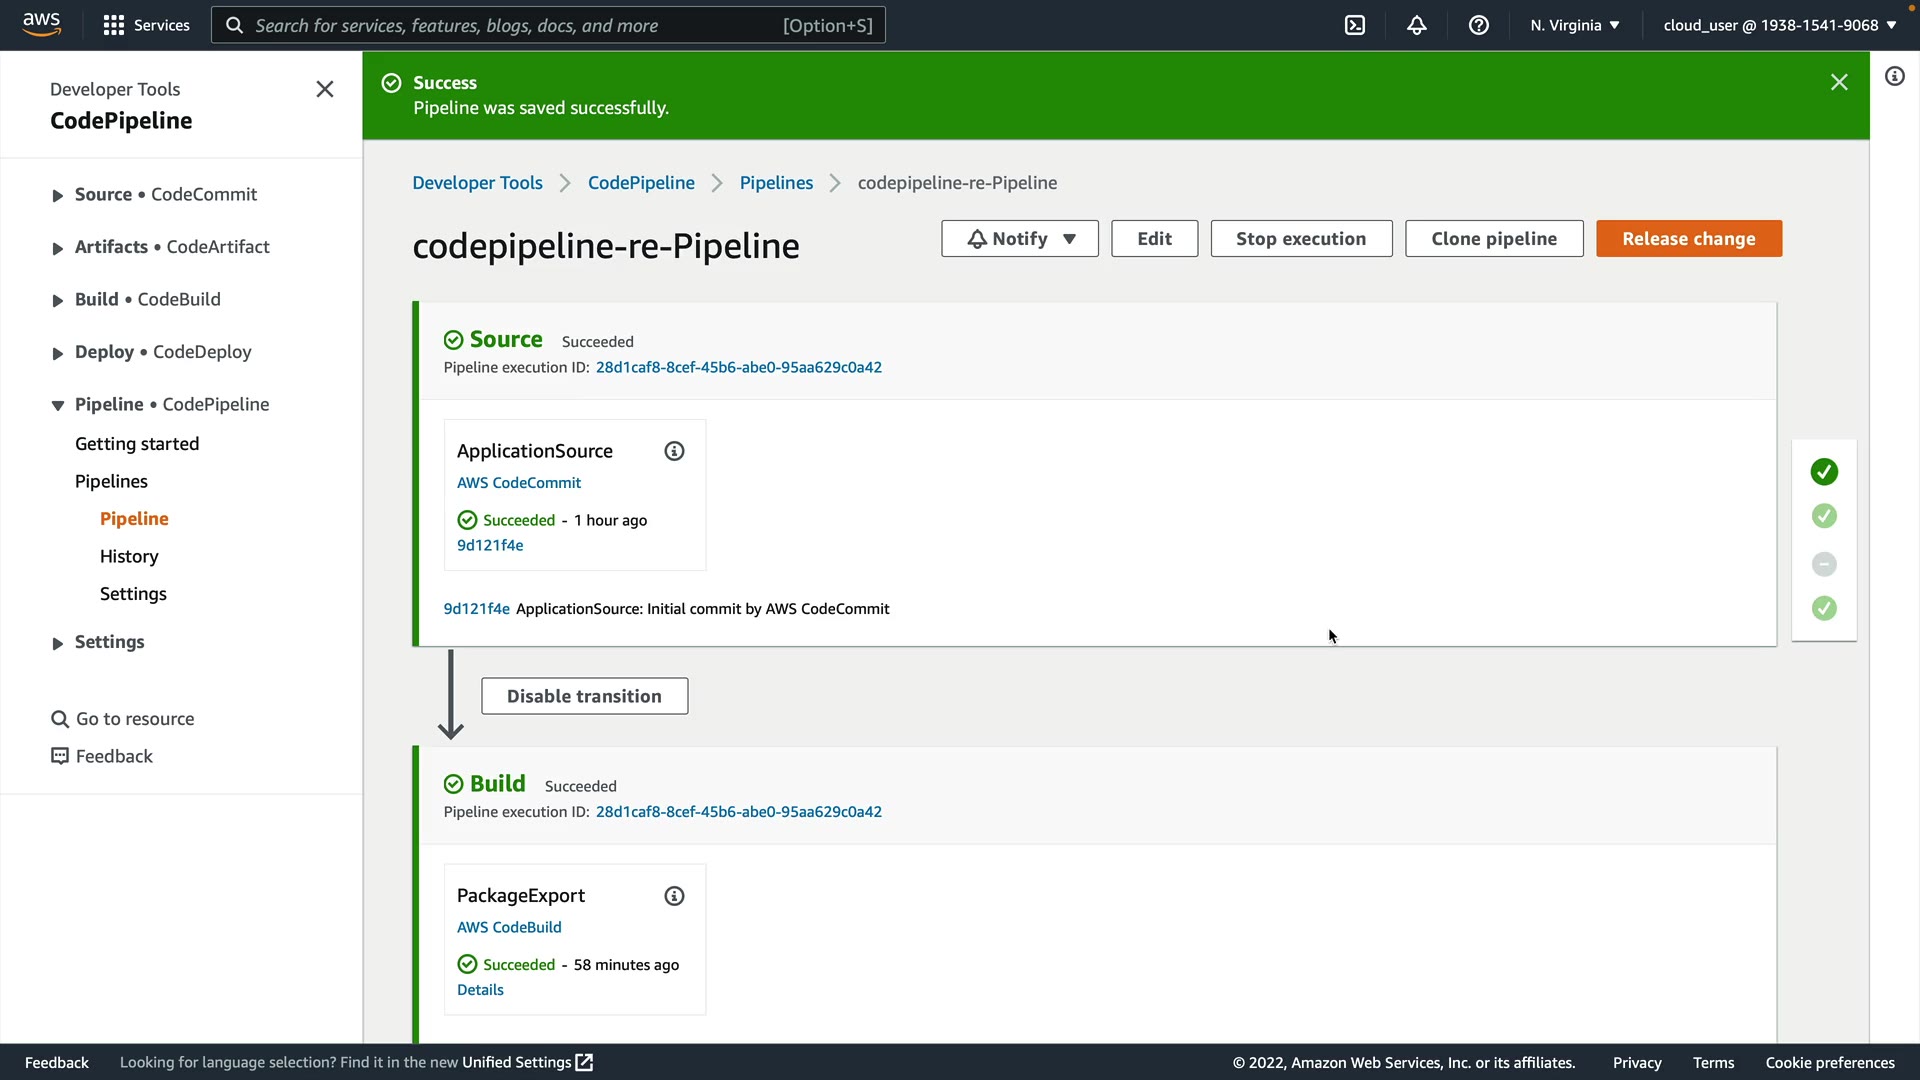 aws
Services
Search for services, features, blogs, docs, and more
[Option+S]
N. Virginia
cloud_user @ 1938-1541-9068
Developer Tools
CodePipeline
Source • CodeCommit
Artifacts • CodeArtifact
Build • CodeBuild
Deploy • CodeDeploy
Pipeline • CodePipeline
Getting started
Pipelines
Pipeline
History
Settings
Settings
Go to resource
Feedback
Success
Pipeline was saved successfully.
Developer Tools
CodePipeline
Pipelines
codepipeline-re-Pipeline
codepipeline-re-Pipeline
Notify
Edit
Stop execution
Clone pipeline
Release change
Source Succeeded
Pipeline execution ID: 28d1caf8-8cef-45b6-abe0-95aa629c0a42
ApplicationSource
AWS CodeCommit
Succeeded - 1 hour ago
9d121f4e
9d121f4e ApplicationSource: Initial commit by AWS CodeCommit
Disable transition
Build Succeeded
Pipeline execution ID: 28d1caf8-8cef-45b6-abe0-95aa629c0a42
PackageExport
AWS CodeBuild
Succeeded - 58 minutes ago
Details
Feedback
Looking for language selection? Find it in the new Unified Settings
© 2022, Amazon Web Services, Inc. or its affiliates.
Privacy
Terms
Cookie preferences